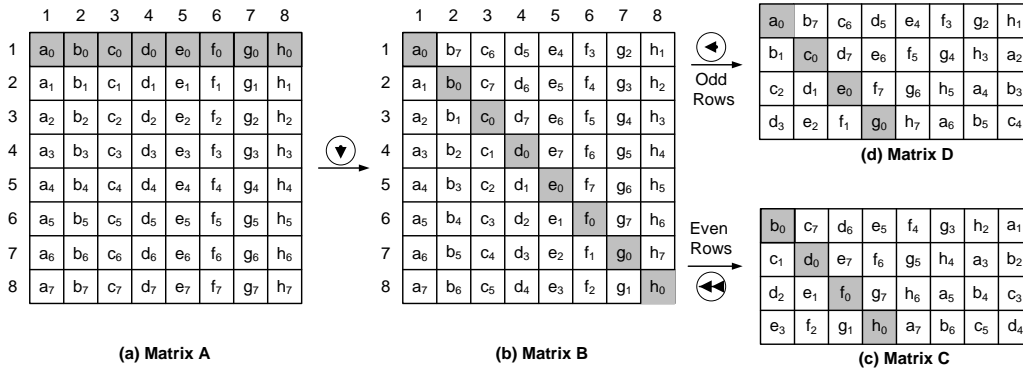 1 2 3 4 5 6 7 8
1 a₀ b₀ c₀ d₀ e₀ f₀ g₀ h₀
2 a₁ b₁ c₁ d₁ e₁ f₁ g₁ h₁
3 a₂ b₂ c₂ d₂ e₂ f₂ g₂ h₂
4 a₃ b₃ c₃ d₃ e₃ f₃ g₃ h₃
5 a₄ b₄ c₄ d₄ e₄ f₄ g₄ h₄
6 a₅ b₅ c₅ d₅ e₅ f₅ g₅ h₅
7 a₆ b₆ c₆ d₆ e₆ f₆ g₆ h₆
8 a₇ b₇ c₇ d₇ e₇ f₇ g₇ h₇
(a) Matrix A
1 2 3 4 5 6 7 8
1 a₀ b₇ c₆ d₅ e₄ f₃ g₂ h₁
2 a₁ b₀ c₇ d₆ e₅ f₄ g₃ h₂
3 a₂ b₁ c₀ d₇ e₆ f₅ g₄ h₃
4 a₃ b₂ c₁ d₀ e₇ f₆ g₅ h₄
5 a₄ b₃ c₂ d₁ e₀ f₇ g₆ h₅
6 a₅ b₄ c₃ d₂ e₁ f₀ g₇ h₆
7 a₆ b₅ c₄ d₃ e₂ f₁ g₀ h₇
8 a₇ b₆ c₅ d₄ e₃ f₂ g₁ h₀
(b) Matrix B
Odd
Rows
a₀ b₇ c₆ d₅ e₄ f₃ g₂ h₁
b₁ c₀ d₇ e₆ f₅ g₄ h₃ a₂
c₂ d₁ e₀ f₇ g₆ h₅ a₄ b₃
d₃ e₂ f₁ g₀ h₇ a₆ b₅ c₄
(d) Matrix D
Even
Rows
b₀ c₇ d₆ e₅ f₄ g₃ h₂ a₁
c₁ d₀ e₇ f₆ g₅ h₄ a₃ b₂
d₂ e₁ f₀ g₇ h₆ a₅ b₄ c₃
e₃ f₂ g₁ h₀ a₇ b₆ c₅ d₄
(c) Matrix C